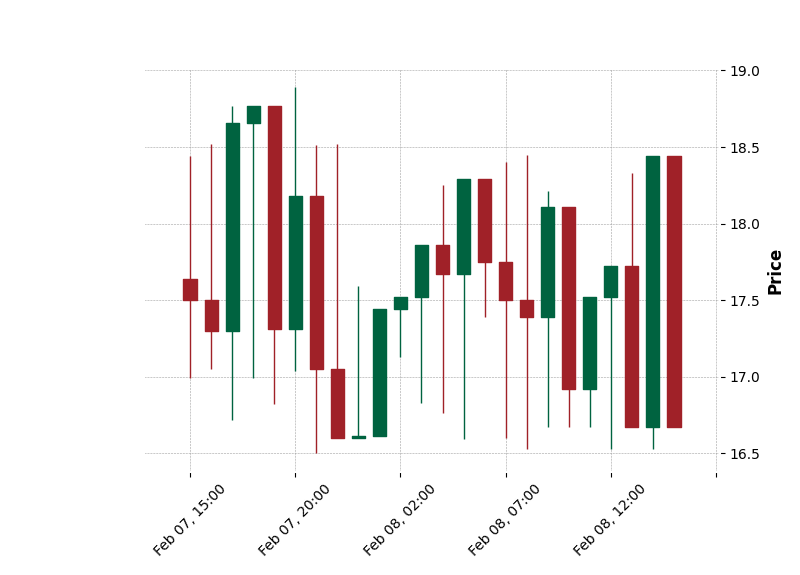 19.0
18.5
18.0
17.5
17.0
16.5
Price
Feb 07, 15:00
Feb 07, 20:00
Feb 08, 02:00
Feb 08, 07:00
Feb 08, 12:00